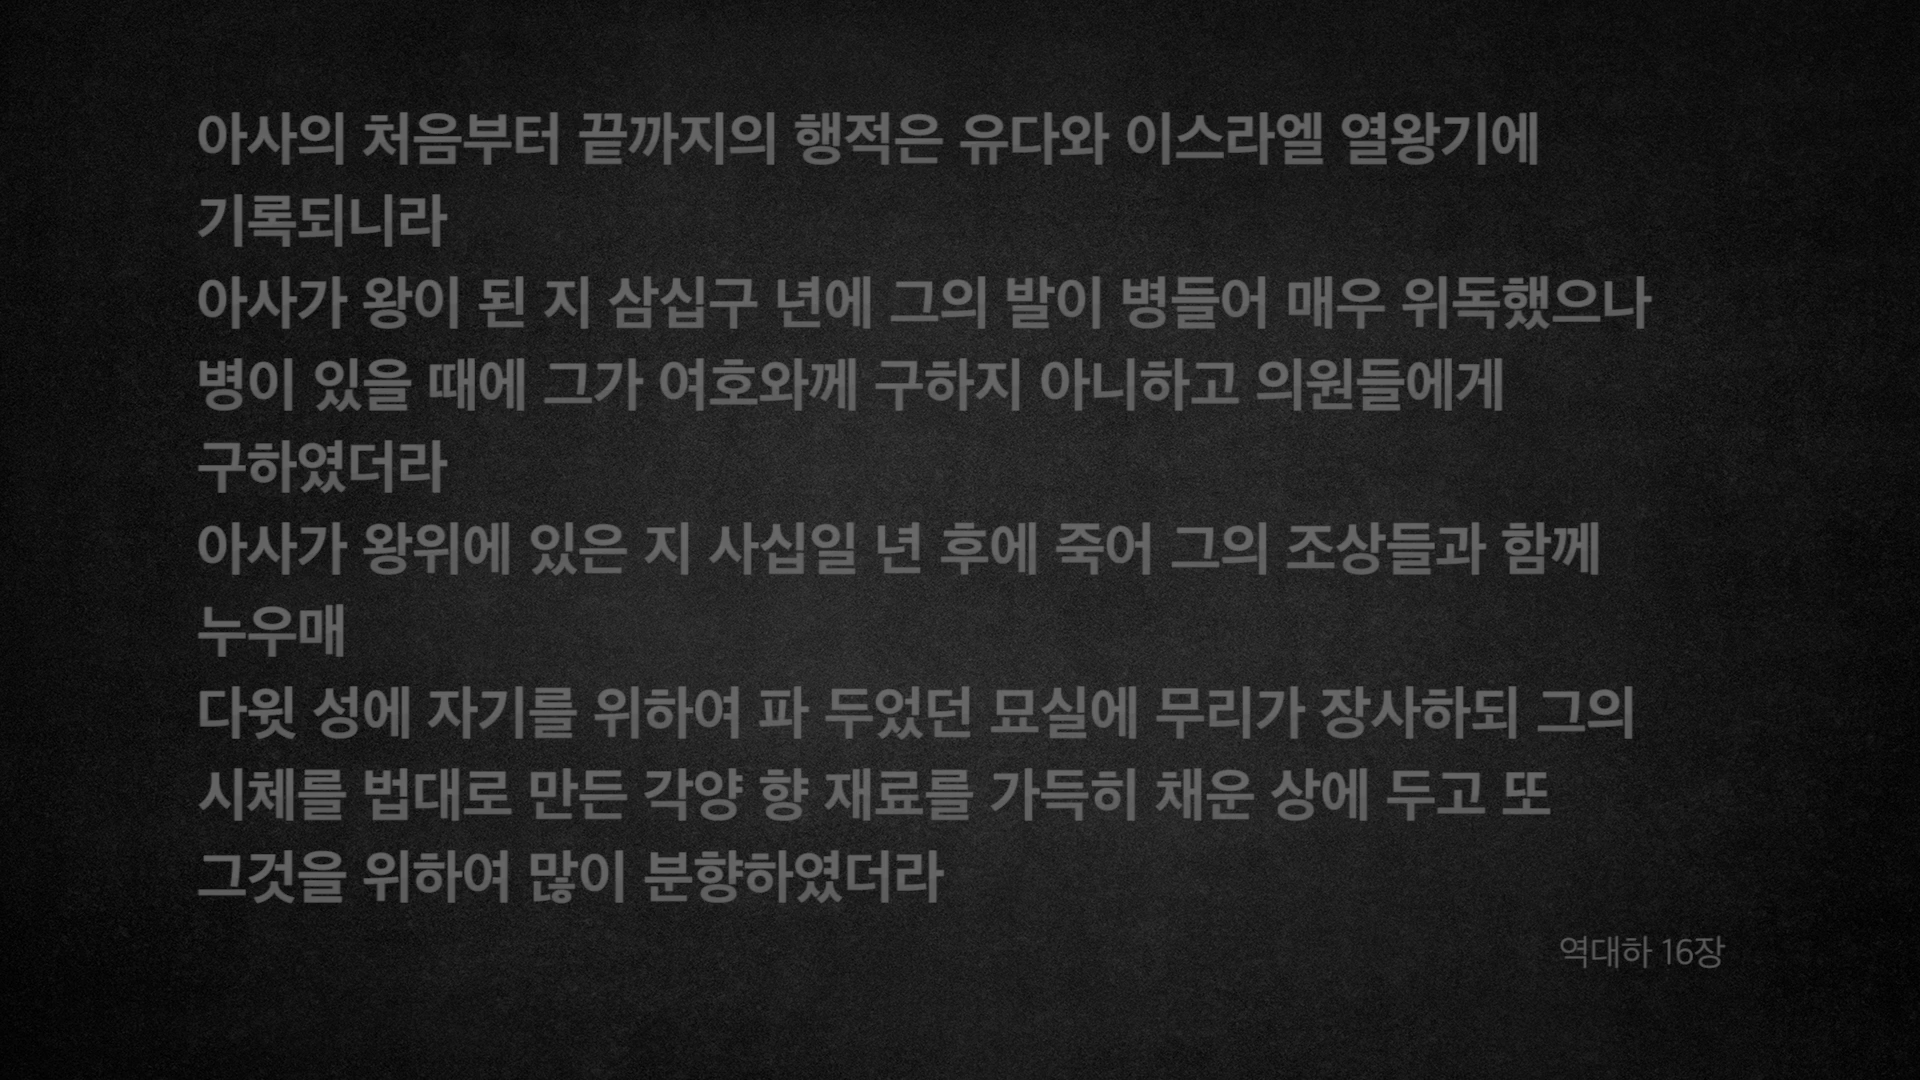 아사의 처음부터 끝까지의 행적은 유다와 이스라엘 열왕기에
기록되니라
아사가 왕이 된 지 삼십구 년에 그의 발이 병들어 매우 위독했으나
병이 있을 때에 그가 여호와께 구하지 아니하고 의원들에게
구하였더라
아사가 왕위에 있은 지 사십일 년 후에 죽어 그의 조상들과 함께
누우매
다윗 성에 자기를 위하여 파 두었던 묘실에 무리가 장사하되 그의
시체를 법대로 만든 각양 향 재료를 가득히 채운 상에 두고 또
그것을 위하여 많이 분향하였더라
역대하 16장